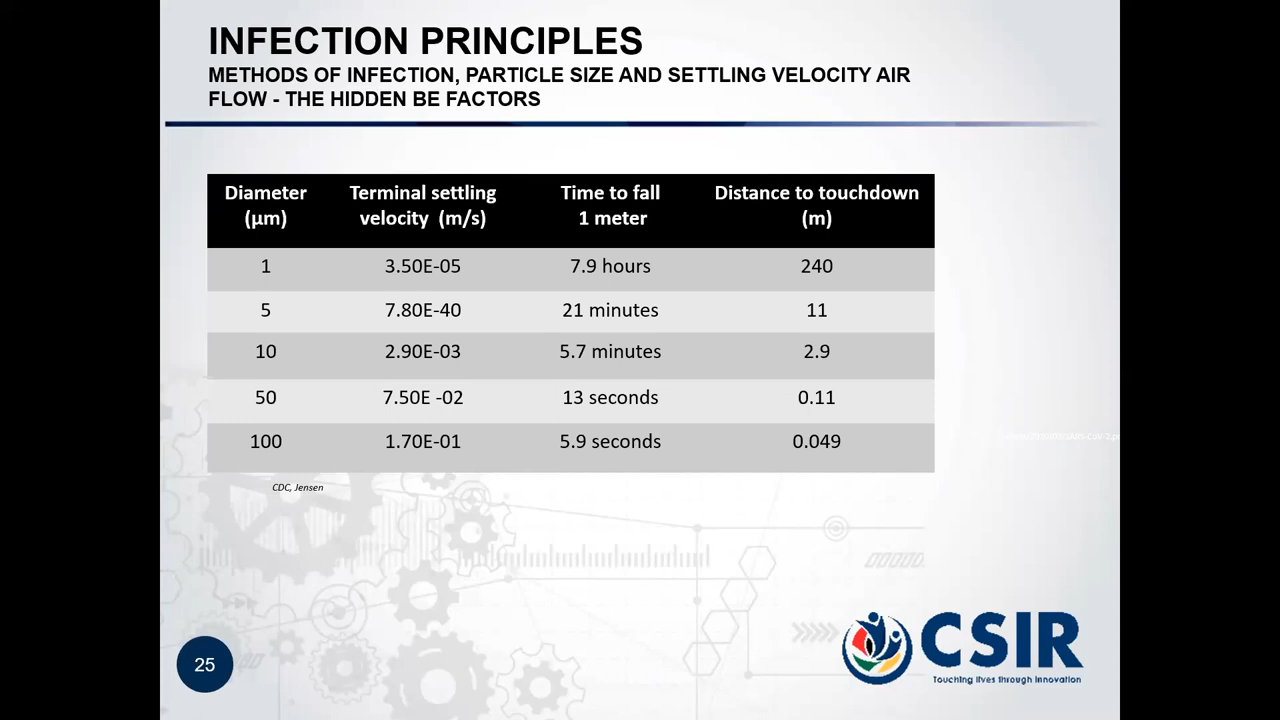 INFECTION PRINCIPLES
METHODS OF INFECTION, PARTICLE SIZE AND SETTLING VELOCITY AIR
FLOW - THE HIDDEN BE FACTORS
Diameter (µm) Terminal settling velocity (m/s) Time to fall 1 meter Distance to touchdown (m)
1 3.50E-05 7.9 hours 240
5 7.80E-40 21 minutes 11
10 2.90E-03 5.7 minutes 2.9
50 7.50E -02 13 seconds 0.11
100 1.70E-01 5.9 seconds 0.049
CDC, Jensen
25
CSIR
Touching lives through innovation